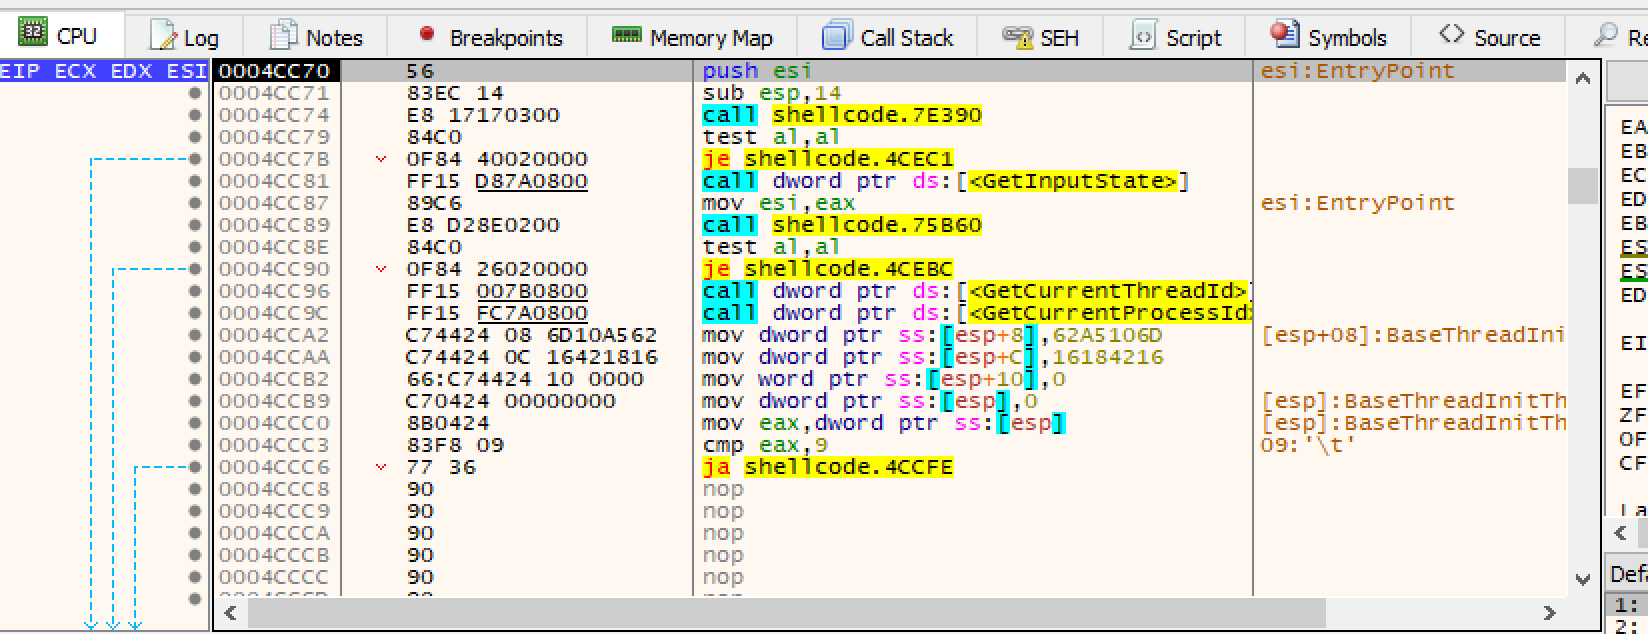 CPU Log Notes Breakpoints Memory Map Call Stack SEH Script Symbols Source Re
EIP ECX EDX ESI 0004CC70 56 push esi esi:EntryPoint
0004CC71 83EC 14 sub esp,14
0004CC74 E8 17170300 call shellcode.7E390
0004CC79 84C0 test al,al
0004CC7B 0F84 40020000 je shellcode.4CEC1
0004CC81 FF15 D87A0800 call dword ptr ds:[<GetInputState>]
0004CC87 89C6 mov esi,eax esi:EntryPoint
0004CC89 E8 D28E0200 call shellcode.75B60
0004CC8E 84C0 test al,al
0004CC90 0F84 26020000 je shellcode.4CEBC
0004CC96 FF15 007B0800 call dword ptr ds:[<GetCurrentThreadId>]
0004CC9C FF15 FC7A0800 call dword ptr ds:[<GetCurrentProcessId>
0004CCA2 C74424 08 6D10A562 mov dword ptr ss:[esp+8],62A5106D [esp+08]:BaseThreadIni
0004CCAA C74424 0C 16421816 mov dword ptr ss:[esp+C],16184216
0004CCB2 66:C74424 10 0000 mov word ptr ss:[esp+10],0
0004CCB9 C70424 00000000 mov dword ptr ss:[esp],0 [esp]:BaseThreadInitTh
0004CCC0 8B0424 mov eax,dword ptr ss:[esp] [esp]:BaseThreadInitTh
0004CCC3 83F8 09 cmp eax,9 09:'\t'
0004CCC6 77 36 ja shellcode.4CCFE
0004CCC8 90 nop
0004CCC9 90 nop
0004CCCA 90 nop
0004CCCB 90 nop
0004CCCC 90 nop
EA
EB
EC
ED
EB
ES
ES
ED
EI
EF
ZF
OF
CF
La
Defa
1:
2: